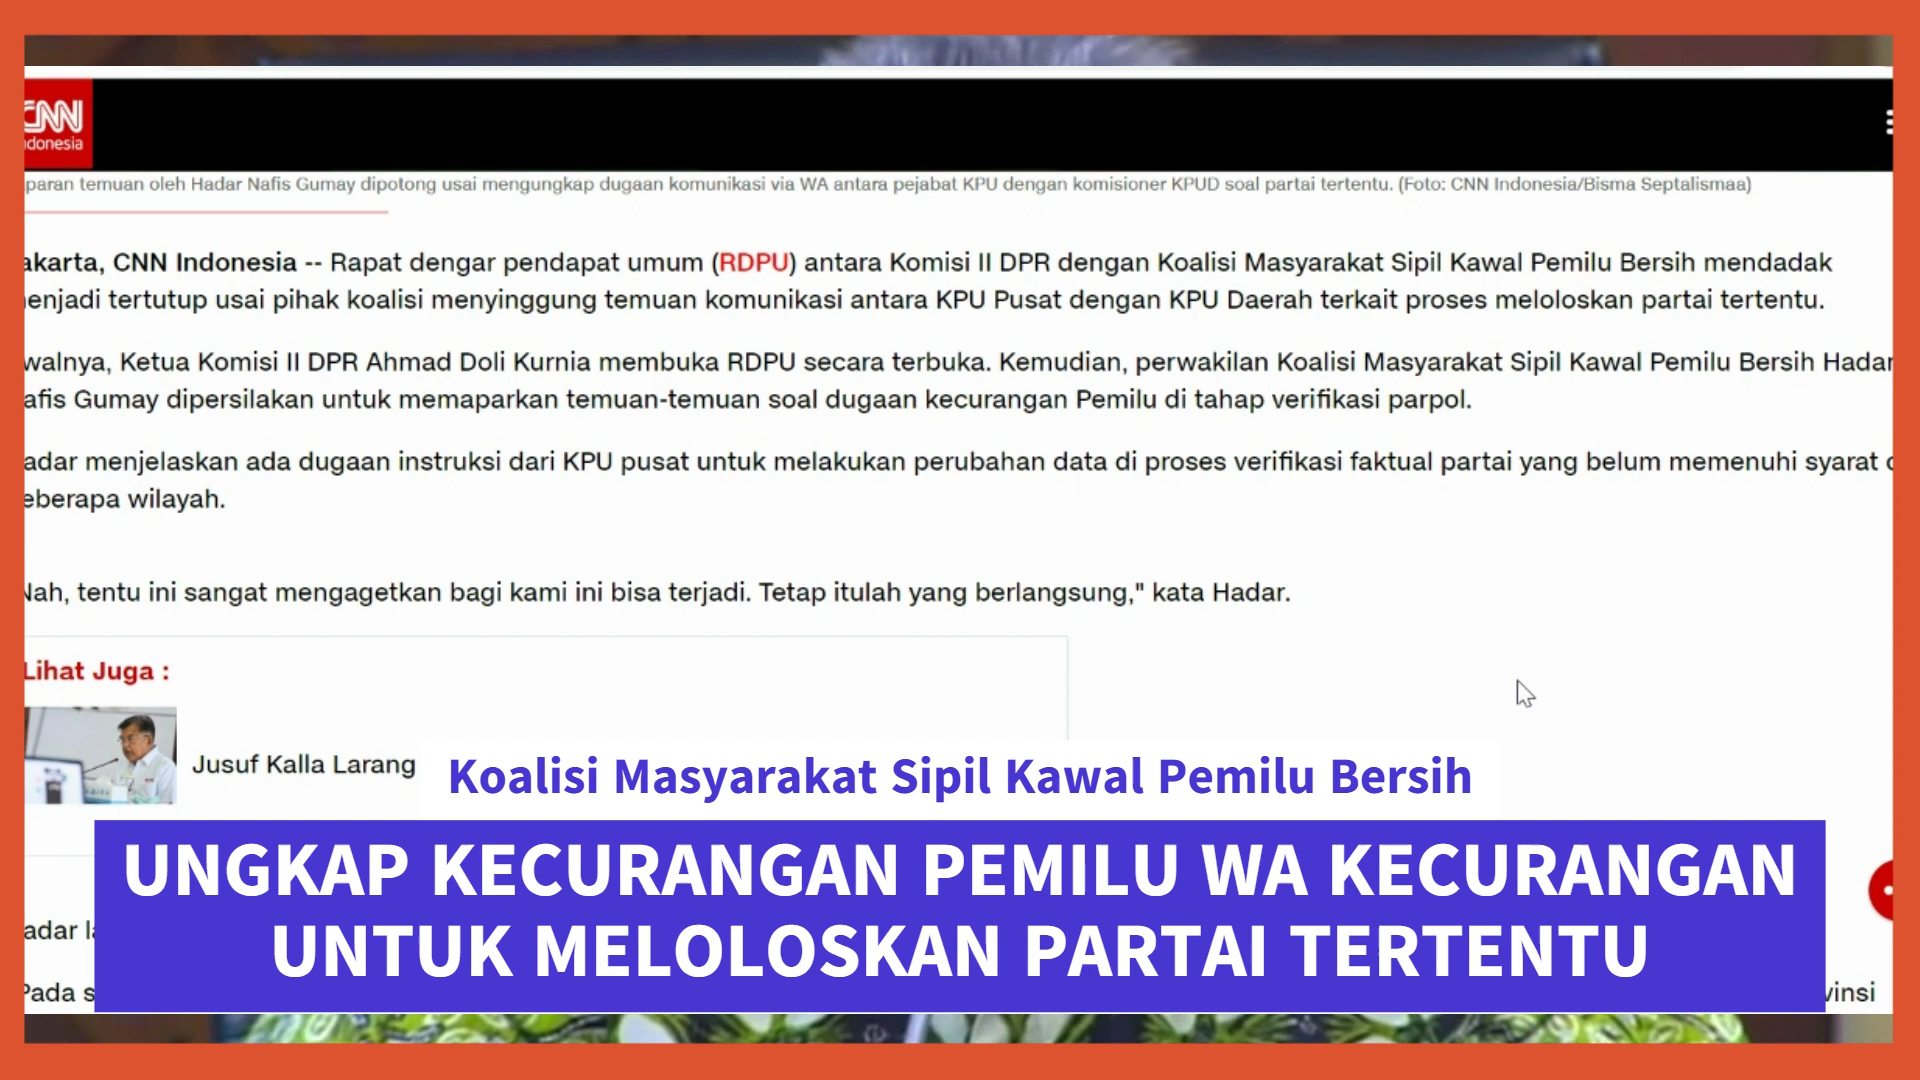 CNN
donesia
paran temuan oleh Hadar Nafis Gumay dipotong usai mengungkap dugaan komunikasi via WA antara pejabat KPU dengan komisioner KPUD soal partai tertentu. (Foto: CNN Indonesia/Bisma Septalismaa)
akarta, CNN Indonesia -- Rapat dengar pendapat umum (RDPU) antara Komisi II DPR dengan Koalisi Masyarakat Sipil Kawal Pemilu Bersih mendadak
enjadi tertutup usai pihak koalisi menyinggung temuan komunikasi antara KPU Pusat dengan KPU Daerah terkait proses meloloskan partai tertentu.
walnya, Ketua Komisi II DPR Ahmad Doli Kurnia membuka RDPU secara terbuka. Kemudian, perwakilan Koalisi Masyarakat Sipil Kawal Pemilu Bersih Hadar
afis Gumay dipersilakan untuk memaparkan temuan-temuan soal dugaan kecurangan Pemilu di tahap verifikasi parpol.
adar menjelaskan ada dugaan instruksi dari KPU pusat untuk melakukan perubahan data di proses verifikasi faktual partai yang belum memenuhi syarat
eberapa wilayah.
Nah, tentu ini sangat mengagetkan bagi kami ini bisa terjadi. Tetap itulah yang berlangsung," kata Hadar.
Lihat Juga :
Jusuf Kalla Larang
Koalisi Masyarakat Sipil Kawal Pemilu Bersih
UNGKAP KECURANGAN PEMILU WA KECURANGAN
UNTUK MELOLOSKAN PARTAI TERTENTU
adar la
Pada s
vinsi